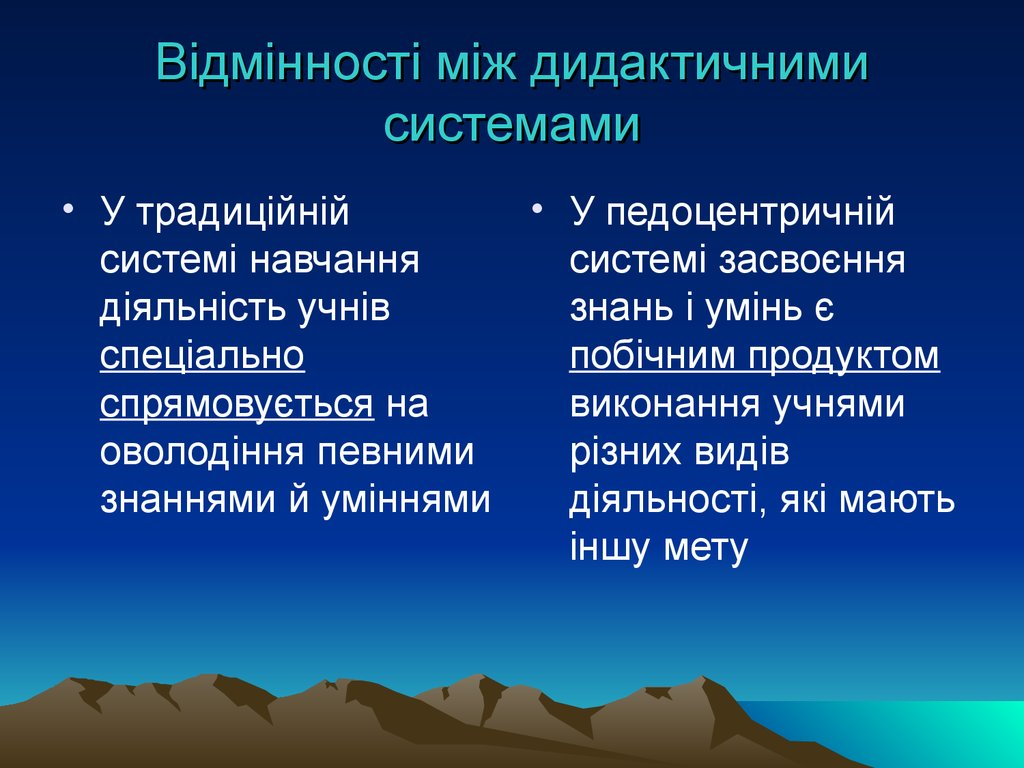 Відмінності між дидактичними
системами
• У традиційній
системі навчання
діяльність учнів
спеціально
спрямовується на
оволодіння певними
знаннями й уміннями
• У педоцентричній
системі засвоєння
знань і умінь є
побічним продуктом
виконання учнями
різних видів
діяльності, які мають
іншу мету